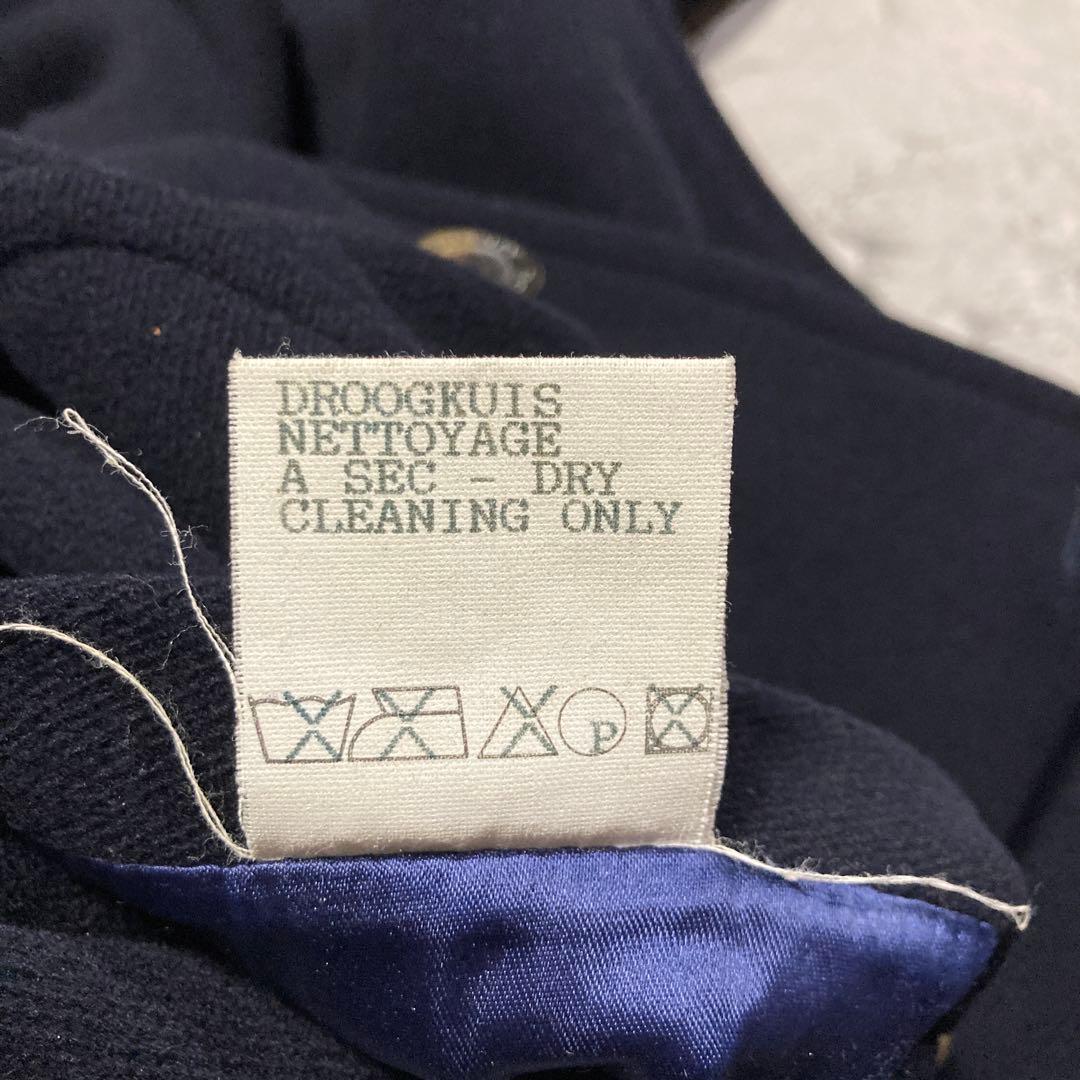 DROOGKUIS
NETTOYAGE
A SEC - DRY
CLEANING ONLY
P